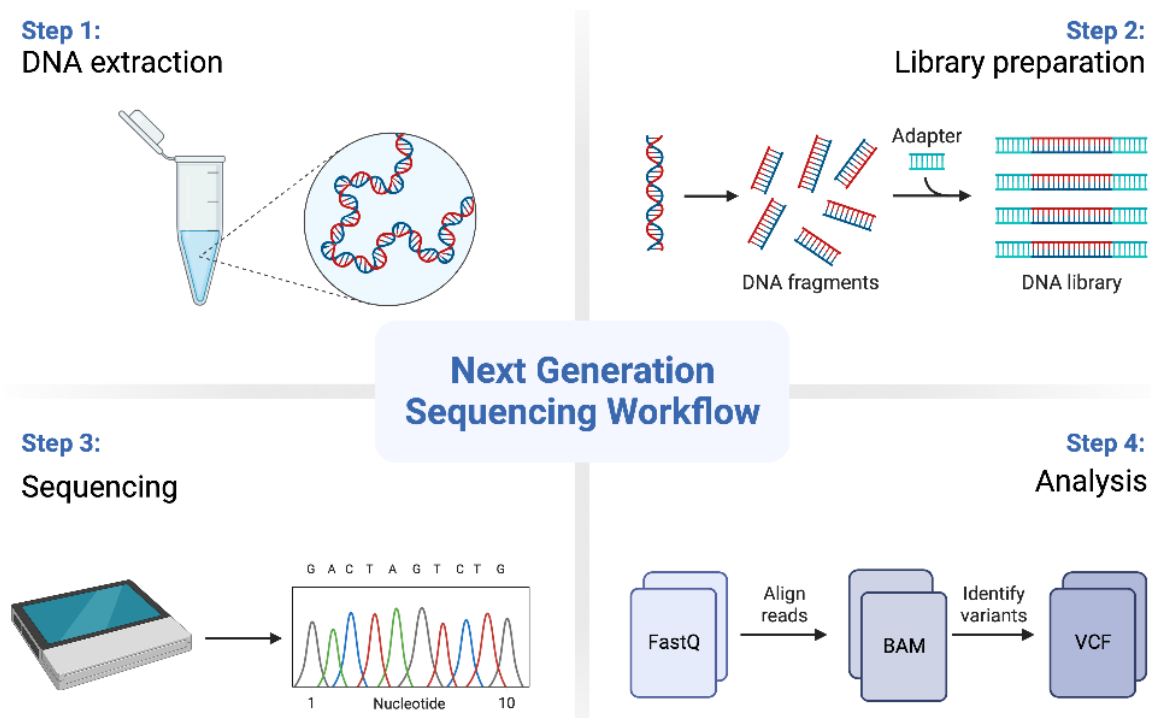 Step 1:
DNA extraction
Step 2:
Library preparation
Adapter
DNA fragments
DNA library
Next Generation
Sequencing Workflow
Step 3:
Sequencing
G A C T A G T C T G
1 Nucleotide 10
Step 4:
Analysis
FastQ
Align
reads
BAM
Identify
variants
VCF